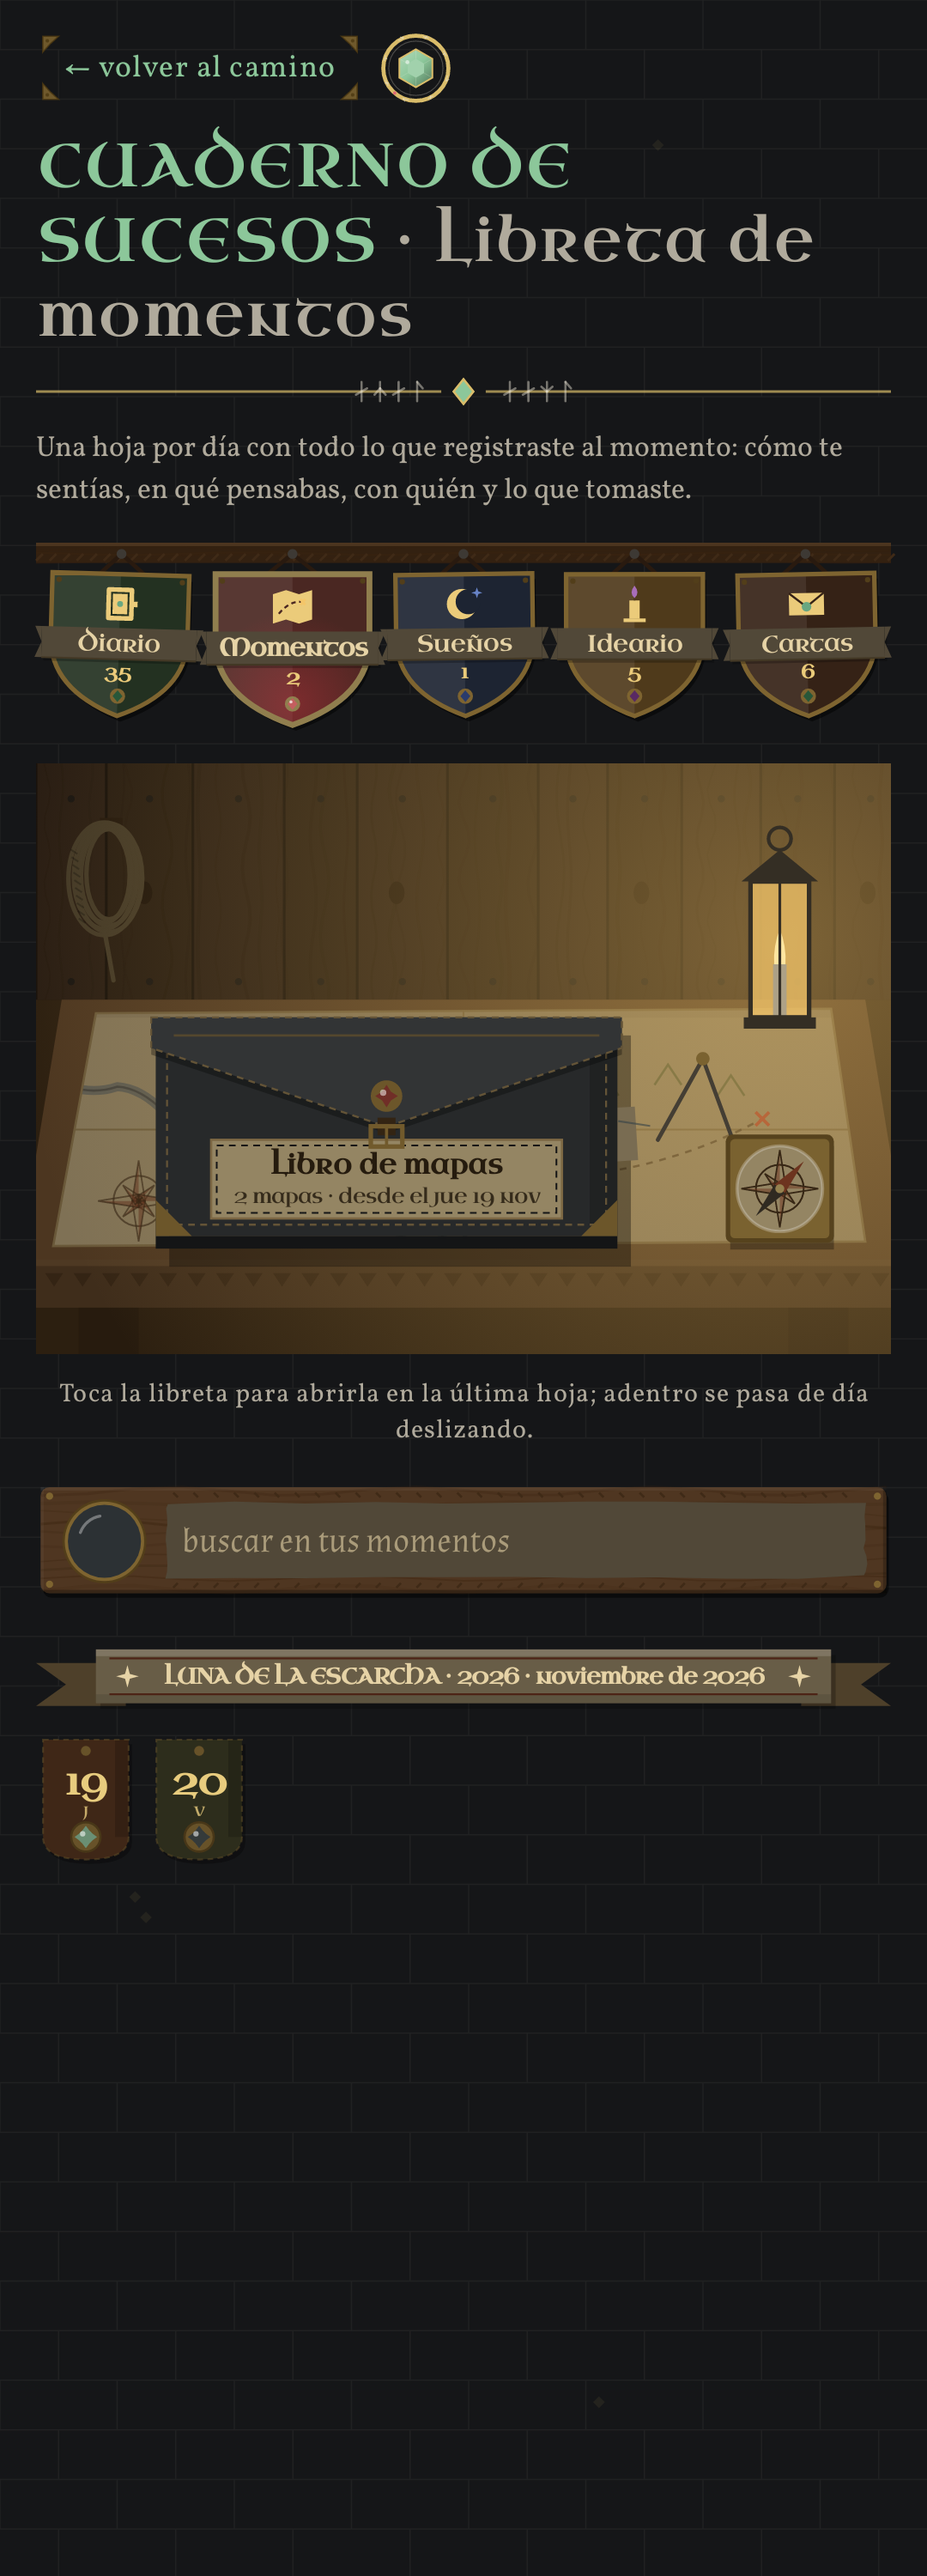 ← volver al camino
CUADERNO DE
SUCESOS · Libreta de
momentos
Una hoja por día con todo lo que registraste al momento: cómo te
sentías, en qué pensabas, con quién y lo que tomaste.
Diario Momentos Sueños Ideario Cartas
35 2 1 5 6
Libro de mapas
2 mapas · desde el jue 19 nov
Toca la libreta para abrirla en la última hoja; adentro se pasa de día
deslizando.
buscar en tus momentos
LUNA DE LA ESCARCHA · 2026 · noviembre de 2026
19 20
J V